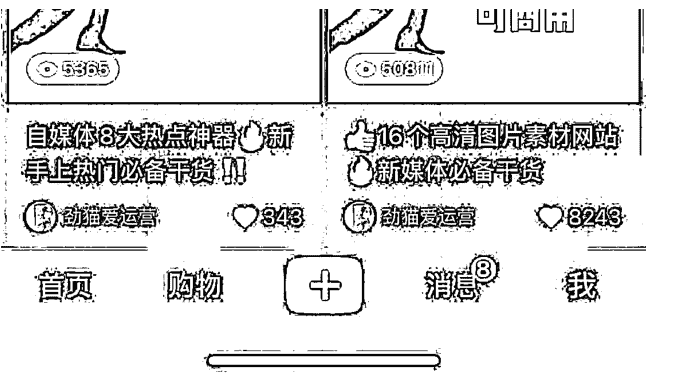 可商用
5365
自媒体8大热点神器🔥新
手上热门必备干货‼️
劲猫爱运营
343
👍16个高清图片素材网站
🔥新媒体必备干货
劲猫爱运营
8243
首页
购物
消息
8
我